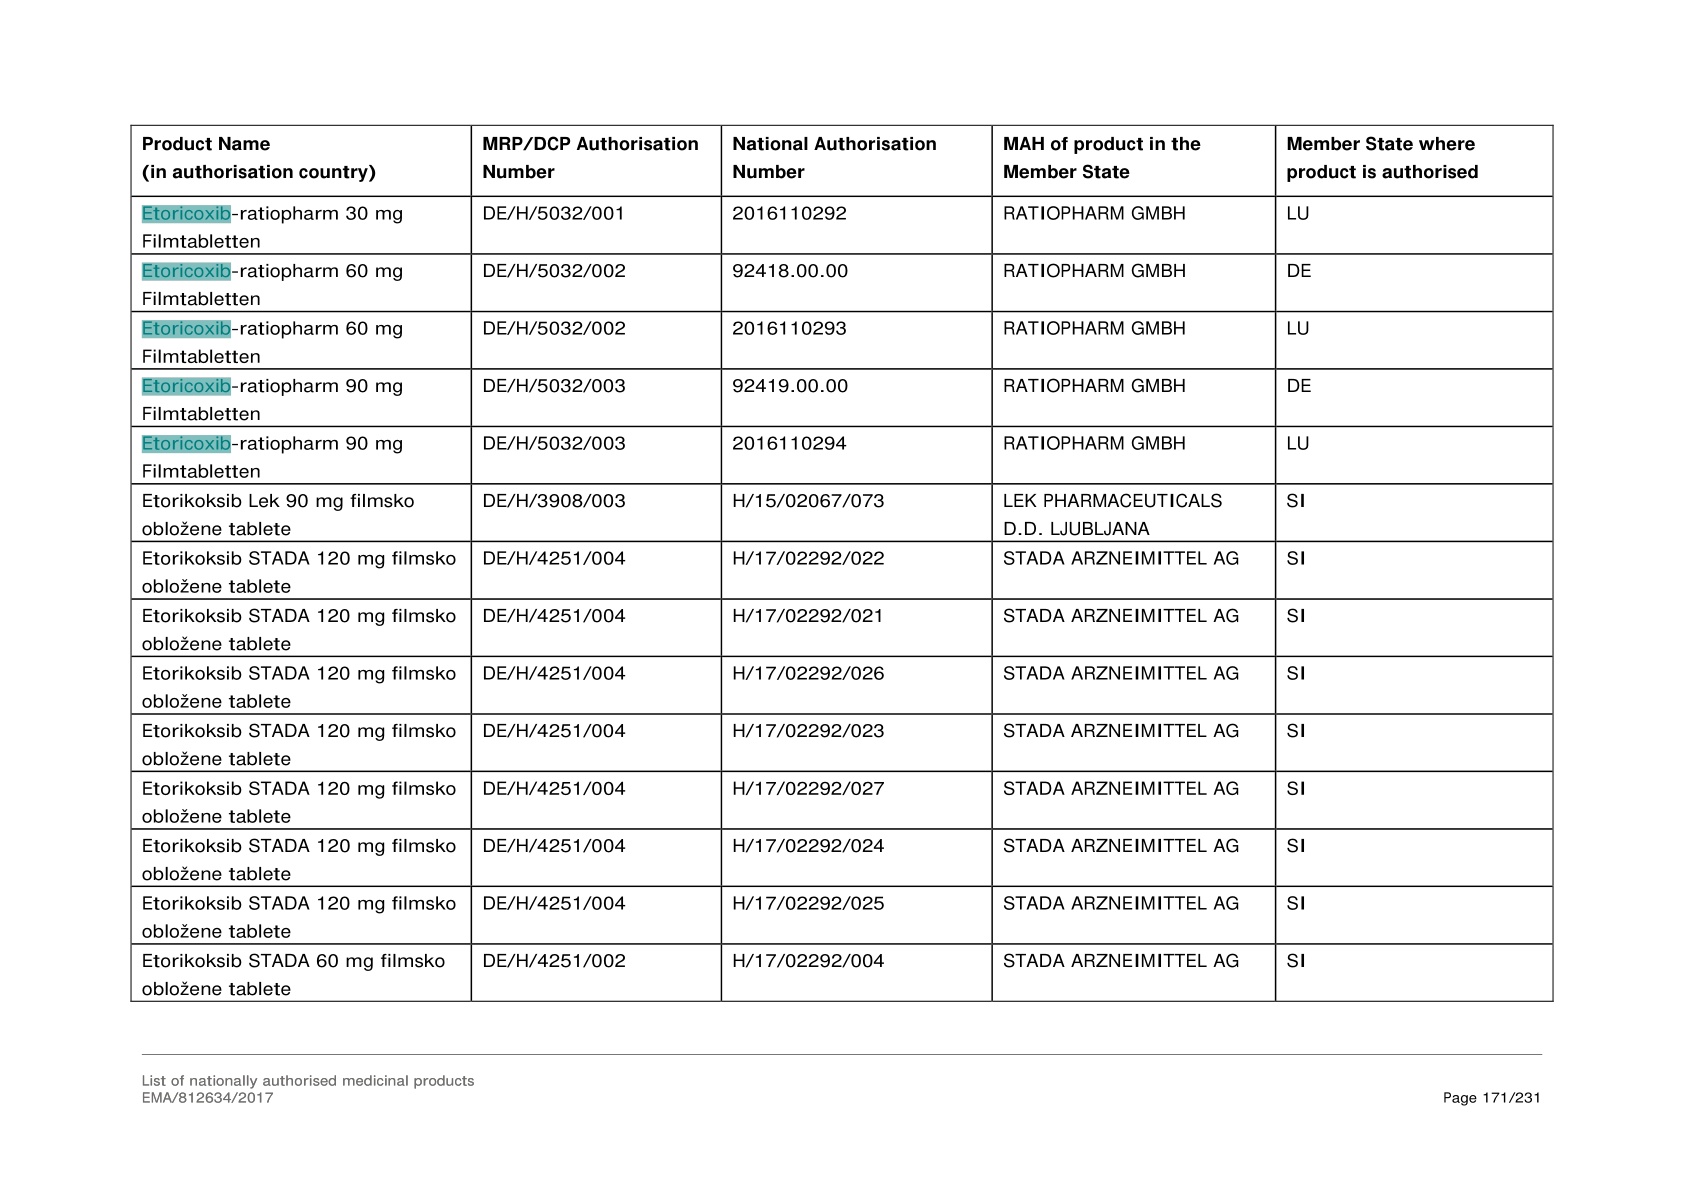 Product Name
(in authorisation country)
MRP/DCP Authorisation
Number
National Authorisation
Number
MAH of product in the
Member State
Member State where
product is authorised
Etoricoxib-ratiopharm 30 mg
Filmtabletten
DE/H/5032/001
2016110292
RATIOPHARM GMBH
LU
Etoricoxib-ratiopharm 60 mg
Filmtabletten
DE/H/5032/002
92418.00.00
RATIOPHARM GMBH
DE
Etoricoxib-ratiopharm 60 mg
Filmtabletten
DE/H/5032/002
2016110293
RATIOPHARM GMBH
LU
Etoricoxib-ratiopharm 90 mg
Filmtabletten
DE/H/5032/003
92419.00.00
RATIOPHARM GMBH
DE
Etoricoxib-ratiopharm 90 mg
Filmtabletten
DE/H/5032/003
2016110294
RATIOPHARM GMBH
LU
Etorikoksib Lek 90 mg filmsko
obložene tablete
DE/H/3908/003
H/15/02067/073
LEK PHARMACEUTICALS
D.D. LJUBLJANA
SI
Etorikoksib STADA 120 mg filmsko
obložene tablete
DE/H/4251/004
H/17/02292/022
STADA ARZNEIMITTEL AG
SI
Etorikoksib STADA 120 mg filmsko
obložene tablete
DE/H/4251/004
H/17/02292/021
STADA ARZNEIMITTEL AG
SI
Etorikoksib STADA 120 mg filmsko
obložene tablete
DE/H/4251/004
H/17/02292/026
STADA ARZNEIMITTEL AG
SI
Etorikoksib STADA 120 mg filmsko
obložene tablete
DE/H/4251/004
H/17/02292/023
STADA ARZNEIMITTEL AG
SI
Etorikoksib STADA 120 mg filmsko
obložene tablete
DE/H/4251/004
H/17/02292/027
STADA ARZNEIMITTEL AG
SI
Etorikoksib STADA 120 mg filmsko
obložene tablete
DE/H/4251/004
H/17/02292/024
STADA ARZNEIMITTEL AG
SI
Etorikoksib STADA 120 mg filmsko
obložene tablete
DE/H/4251/004
H/17/02292/025
STADA ARZNEIMITTEL AG
SI
Etorikoksib STADA 60 mg filmsko
obložene tablete
DE/H/4251/002
H/17/02292/004
STADA ARZNEIMITTEL AG
SI
List of nationally authorised medicinal products
EMA/812634/2017
Page 171/231